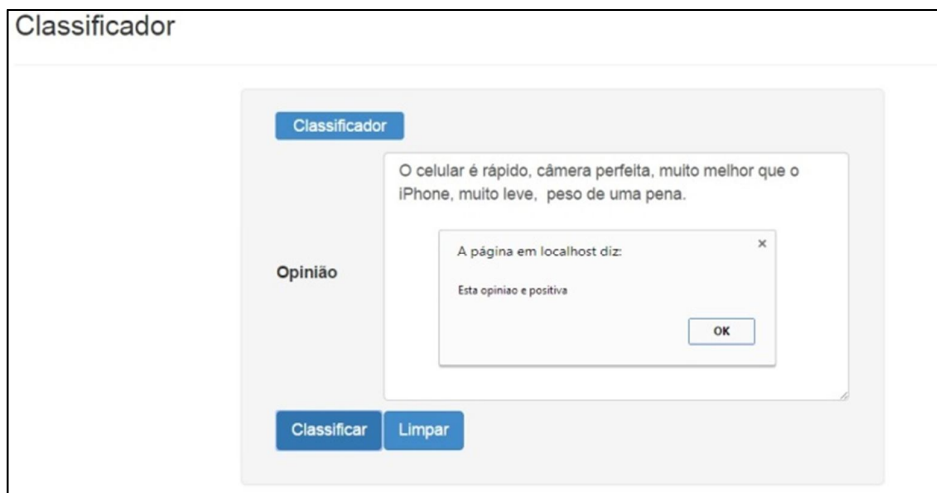 Classificador
Classificador
O celular é rápido, câmera perfeita, muito melhor que o
iPhone, muito leve, peso de uma pena.
Opinião
A página em localhost diz:
×
Esta opiniao e positiva
OK
Classificar
Limpar